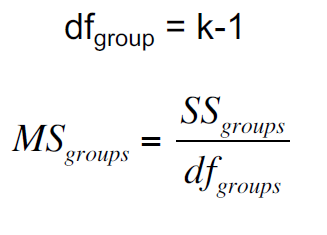 df_group = k-1
MS_groups = SS_groups / df_groups